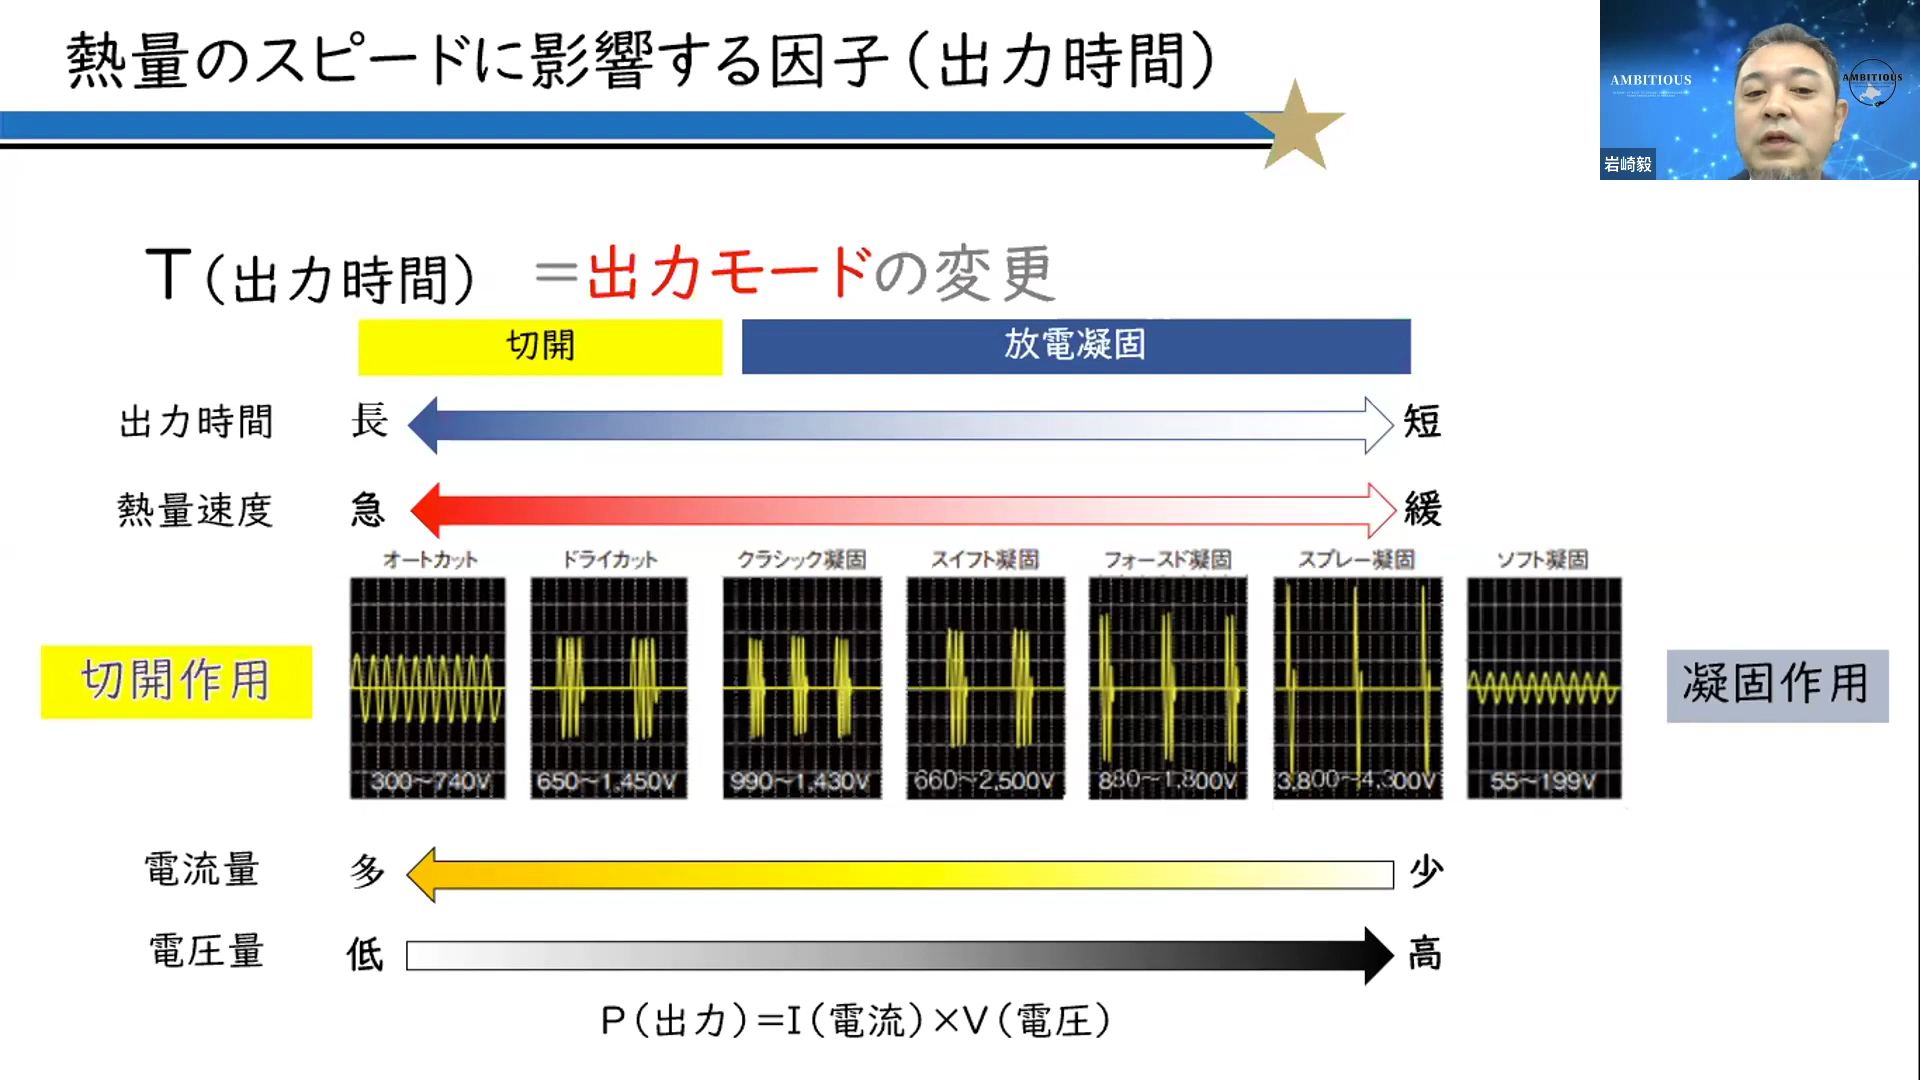 熱量のスピードに影響する因子（出力時間）
AMBITIOUS
AMBITIOUS
岩崎毅
T（出力時間） ＝出力モードの変更
切開 放電凝固
出力時間 長 短
熱量速度 急 緩
オートカット ドライカット クラシック凝固 スイフト凝固 フォースド凝固 スプレー凝固 ソフト凝固
切開作用 凝固作用
300〜740V 650〜1,450V 990〜1,430V 660〜2,500V 880〜1,800V 3,800〜4,300V 55〜199V
電流量 多 少
電圧量 低 高
P（出力）＝I（電流）×V（電圧）